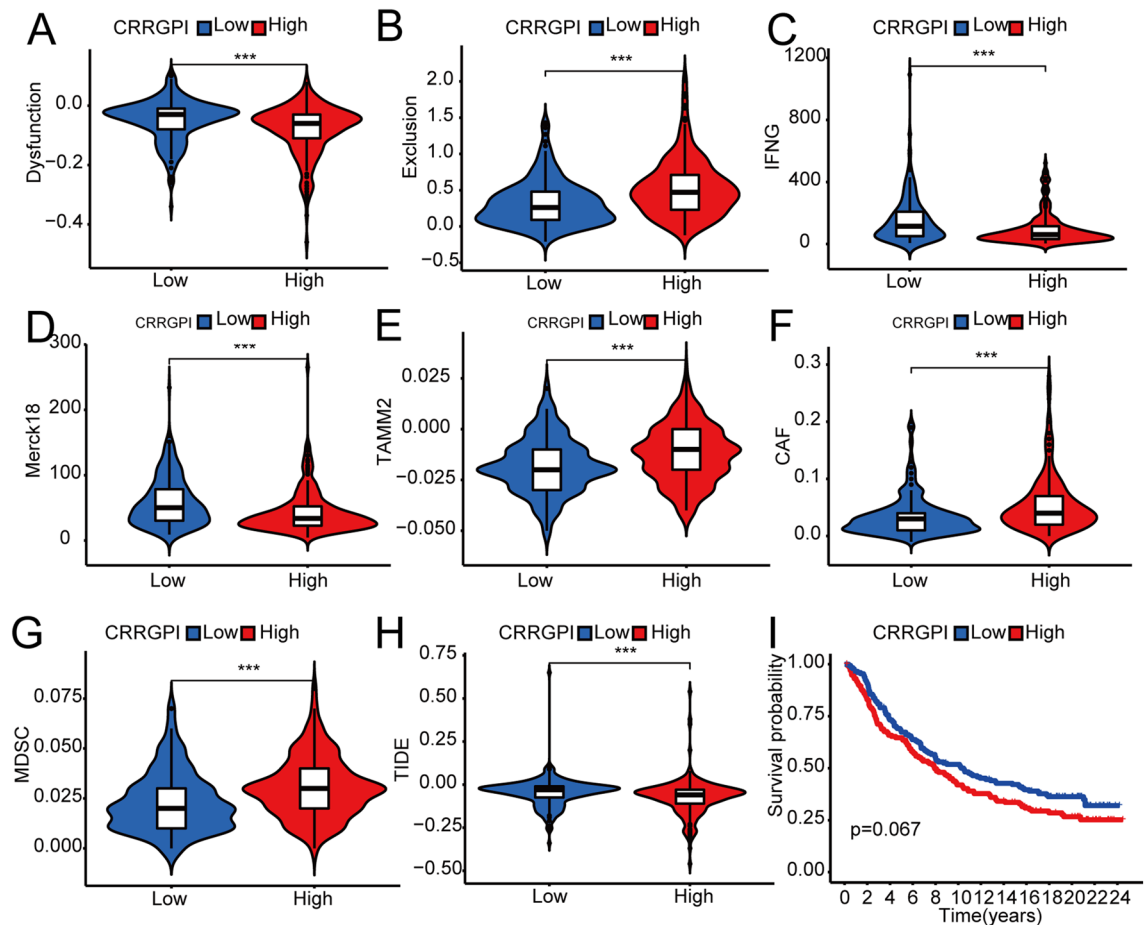 A
CRRGPI Low High
***
Dysfunction
0.0
−0.2
−0.4
Low High
B
CRRGPI Low High
***
Exclusion
2.0
1.5
1.0
0.5
0.0
−0.5
Low High
C
CRRGPI Low High
***
IFNG
1200
800
400
0
Low High
D
CRRGPI Low High
***
Merck18
300
200
100
0
Low High
E
CRRGPI Low High
***
TAMM2
0.025
0.000
−0.025
−0.050
Low High
F
CRRGPI Low High
***
CAF
0.3
0.2
0.1
0.0
Low High
G
CRRGPI Low High
***
MDSC
0.075
0.050
0.025
0.000
Low High
H
CRRGPI Low High
***
TIDE
0.75
0.50
0.25
0.00
−0.25
−0.50
Low High
I
CRRGPI Low High
Survival probability
1.00
0.75
0.50
0.25
0.00
p=0.067
0 2 4 6 8 10 12 14 16 18 20 22 24
Time(years)